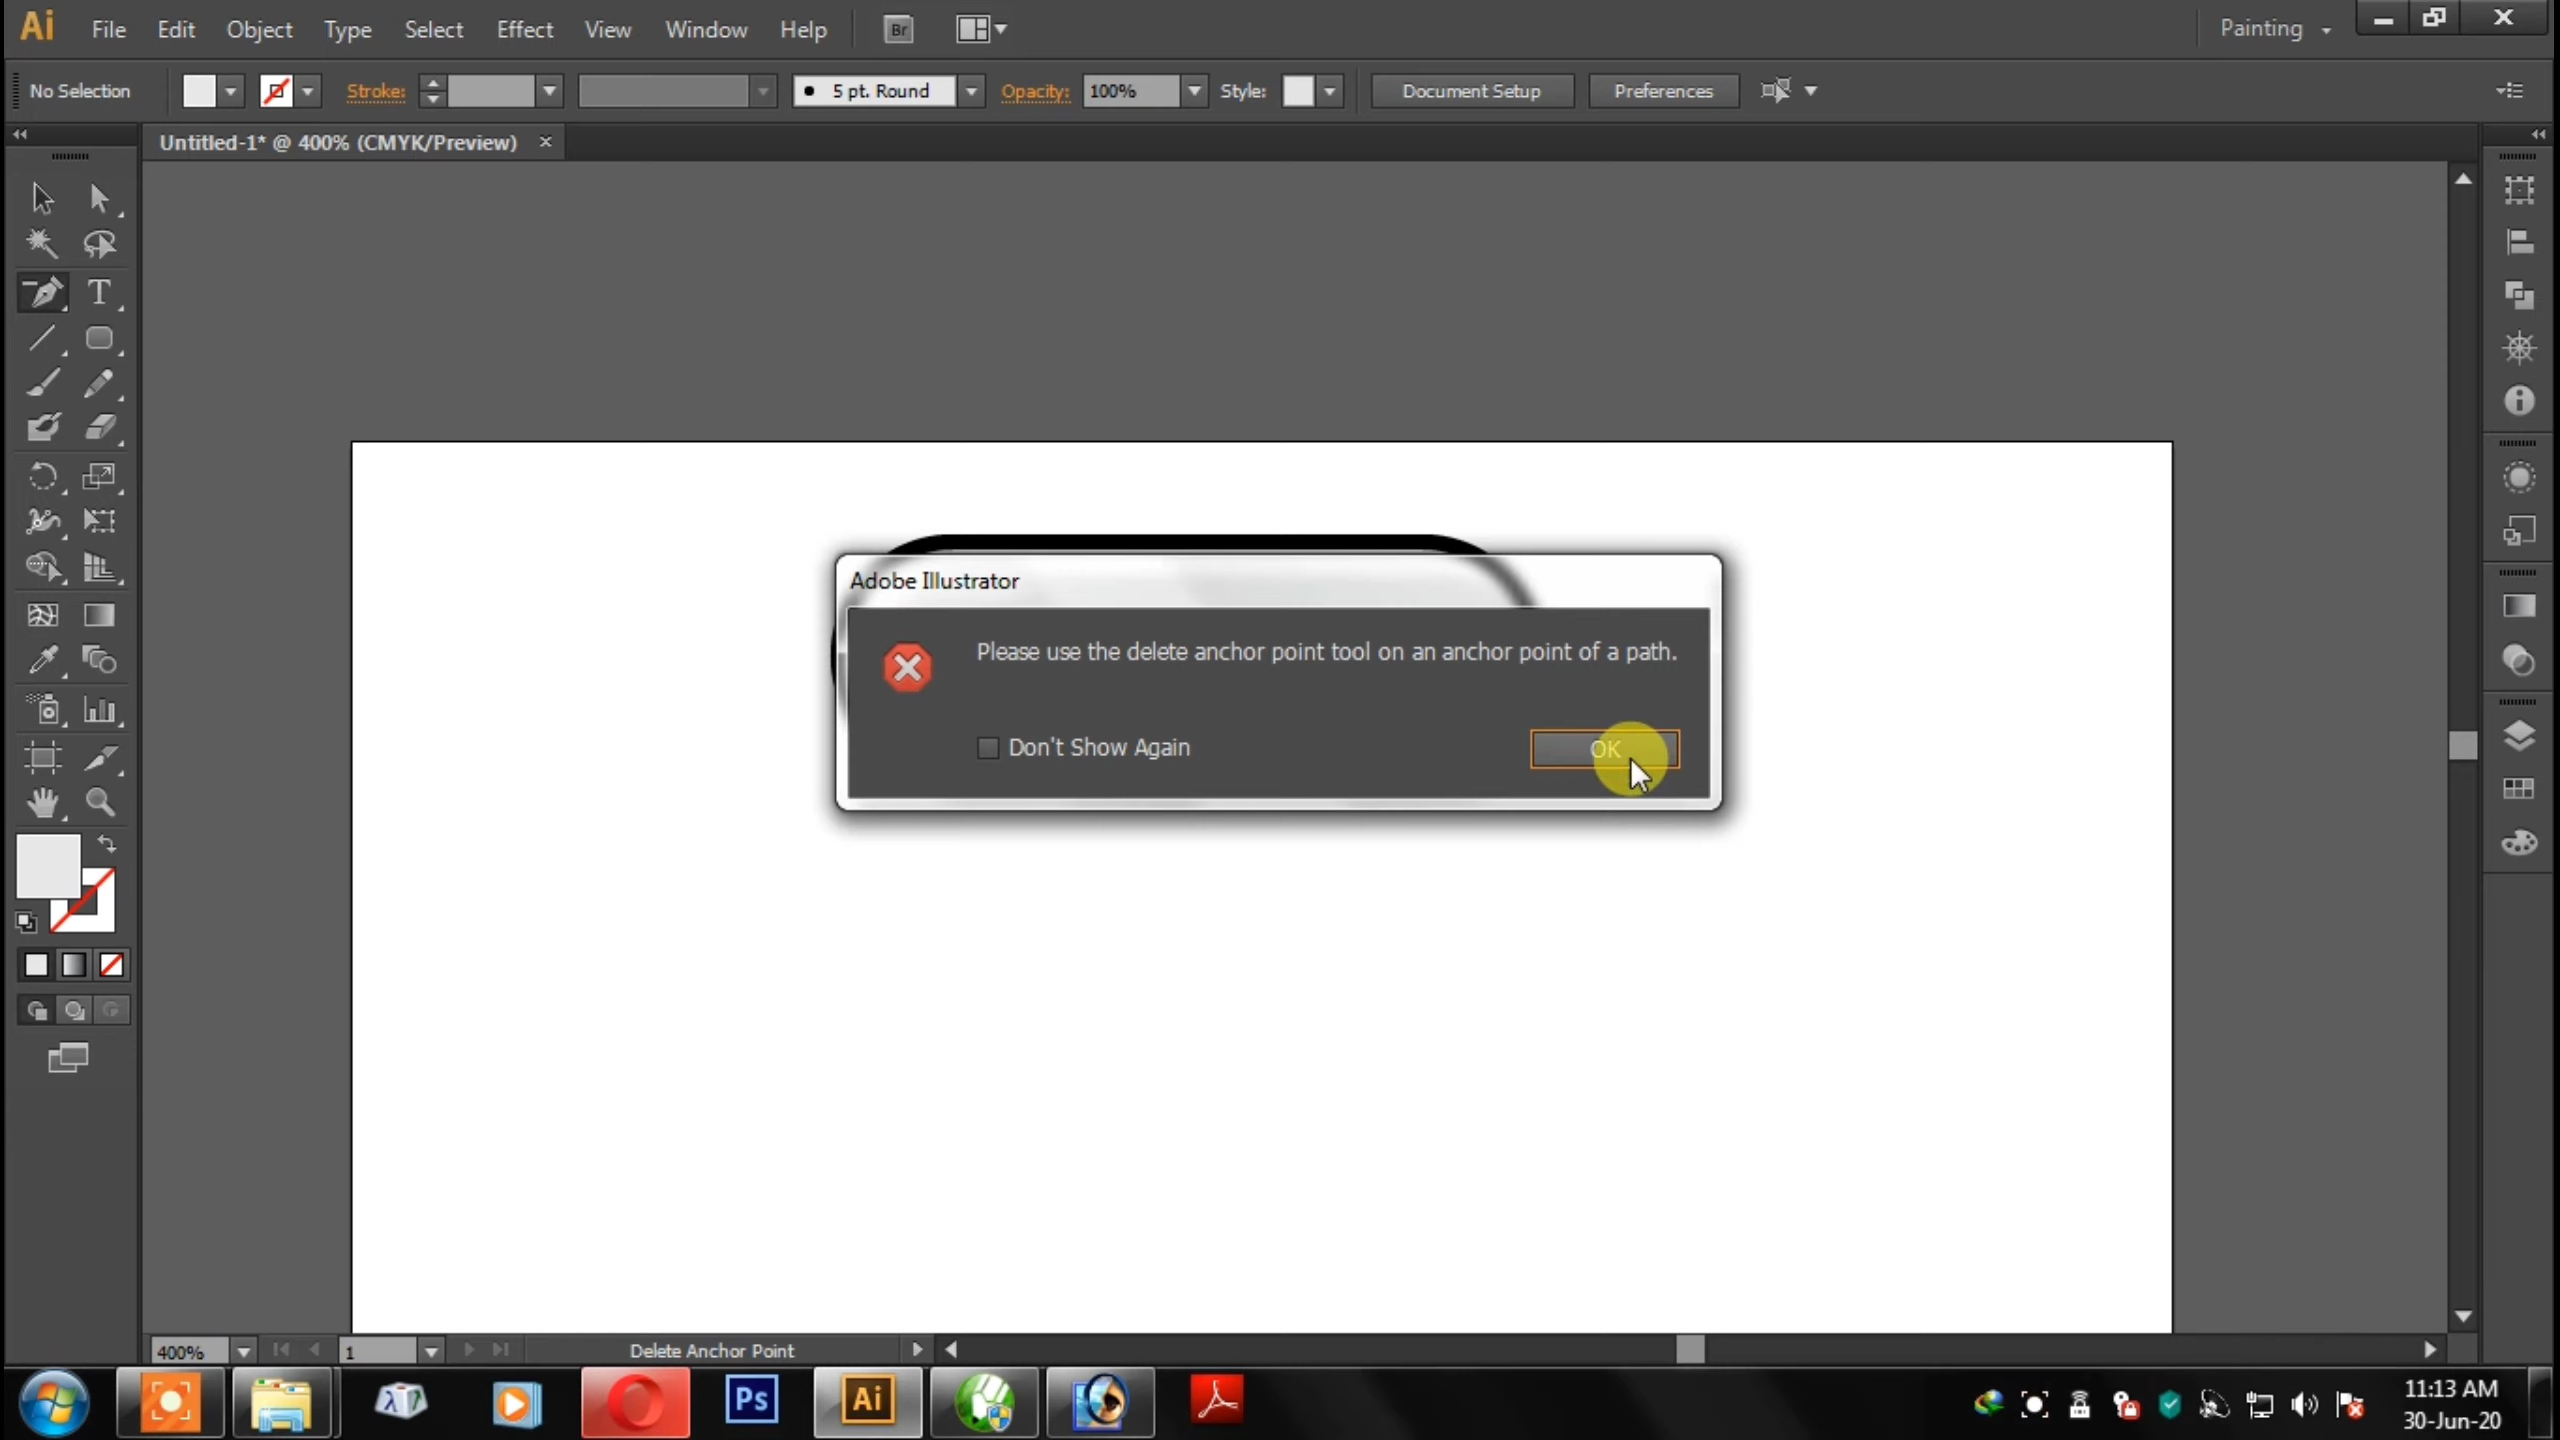 Ai File Edit Object Type Select Effect View Window Help Br Painting
No Selection Stroke: 5 pt. Round Opacity: 100% Style: Document Setup Preferences
Untitled-1* @ 400% (CMYK/Preview)
T
Adobe Illustrator
Please use the delete anchor point tool on an anchor point of a path.
Don't Show Again OK
400% 1 Delete Anchor Point
Ps Ai
11:13 AM
30-Jun-20